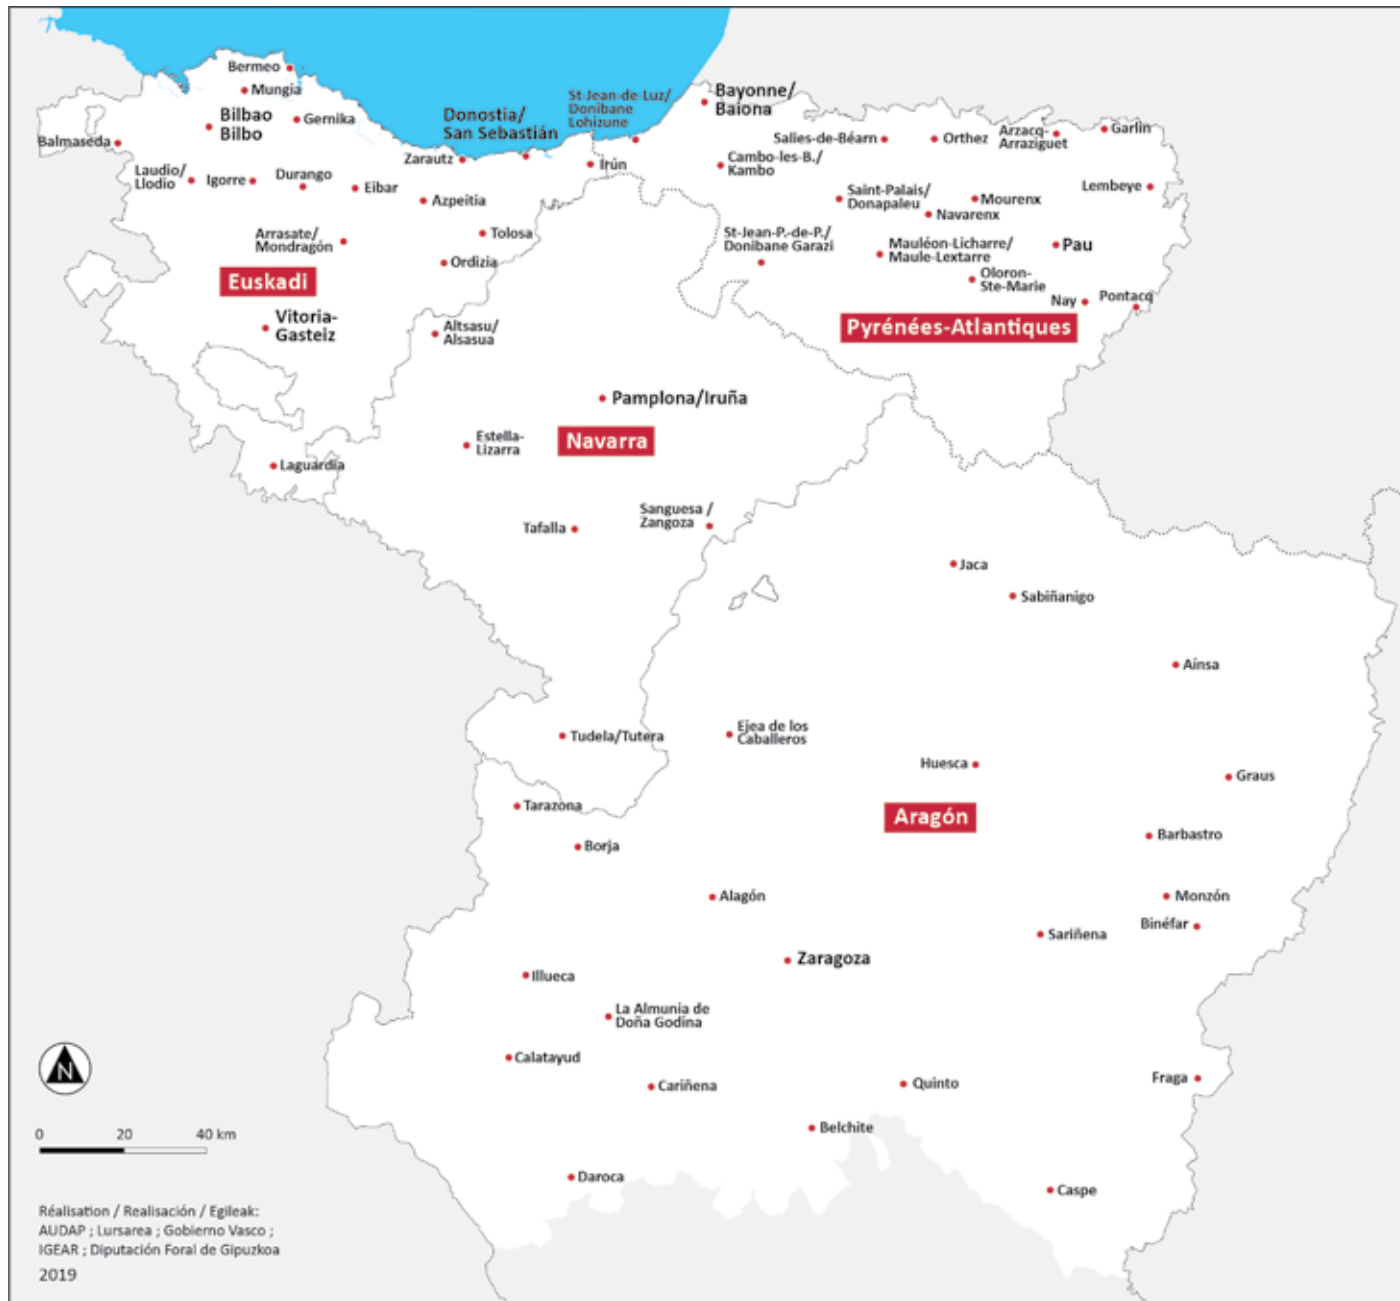 Bermeo
Mungia
Bilbao
Bilbo
Gernika
Balmaseda
Laudio/
Llodio
Igorre
Durango
Eibar
Arrasate/
Mondragón
Euskadi
Vitoria-
Gasteiz
Laguardia
Donostia/
San Sebastián
Zarautz
Azpeitia
Tolosa
Ordizia
Irún
St-Jean-de-Luz/
Donibane
Lohizune
Bayonne/
Baiona
Cambo-les-B./
Kambo
Salies-de-Béarn
Orthez
Arzacq-
Arraziguet
Garlin
Lembeye
Saint-Palais/
Donapaleu
Mourenx
Navarenx
St-Jean-P.-de-P./
Donibane Garazi
Mauléon-Licharre/
Maule-Lextarre
Pau
Oloron-
Ste-Marie
Nay
Pontacq
Pyrénées-Atlantiques
Altsasu/
Alsasua
Pamplona/Iruña
Estella-
Lizarra
Navarra
Tafalla
Sanguesa /
Zangoza
Tudela/Tutera
Jaca
Sabiñanigo
Aínsa
Ejea de los
Caballeros
Huesca
Graus
Aragón
Tarazona
Borja
Barbastro
Alagón
Monzón
Binéfar
Sariñena
Zaragoza
Illueca
La Almunia de
Doña Godina
Calatayud
Cariñena
Quinto
Fraga
Belchite
Daroca
Caspe
N
0 20 40 km
Réalisation / Realisación / Egileak:
AUDAP ; Lursarea ; Gobierno Vasco ;
IGEAR ; Diputación Foral de Gipuzkoa
2019